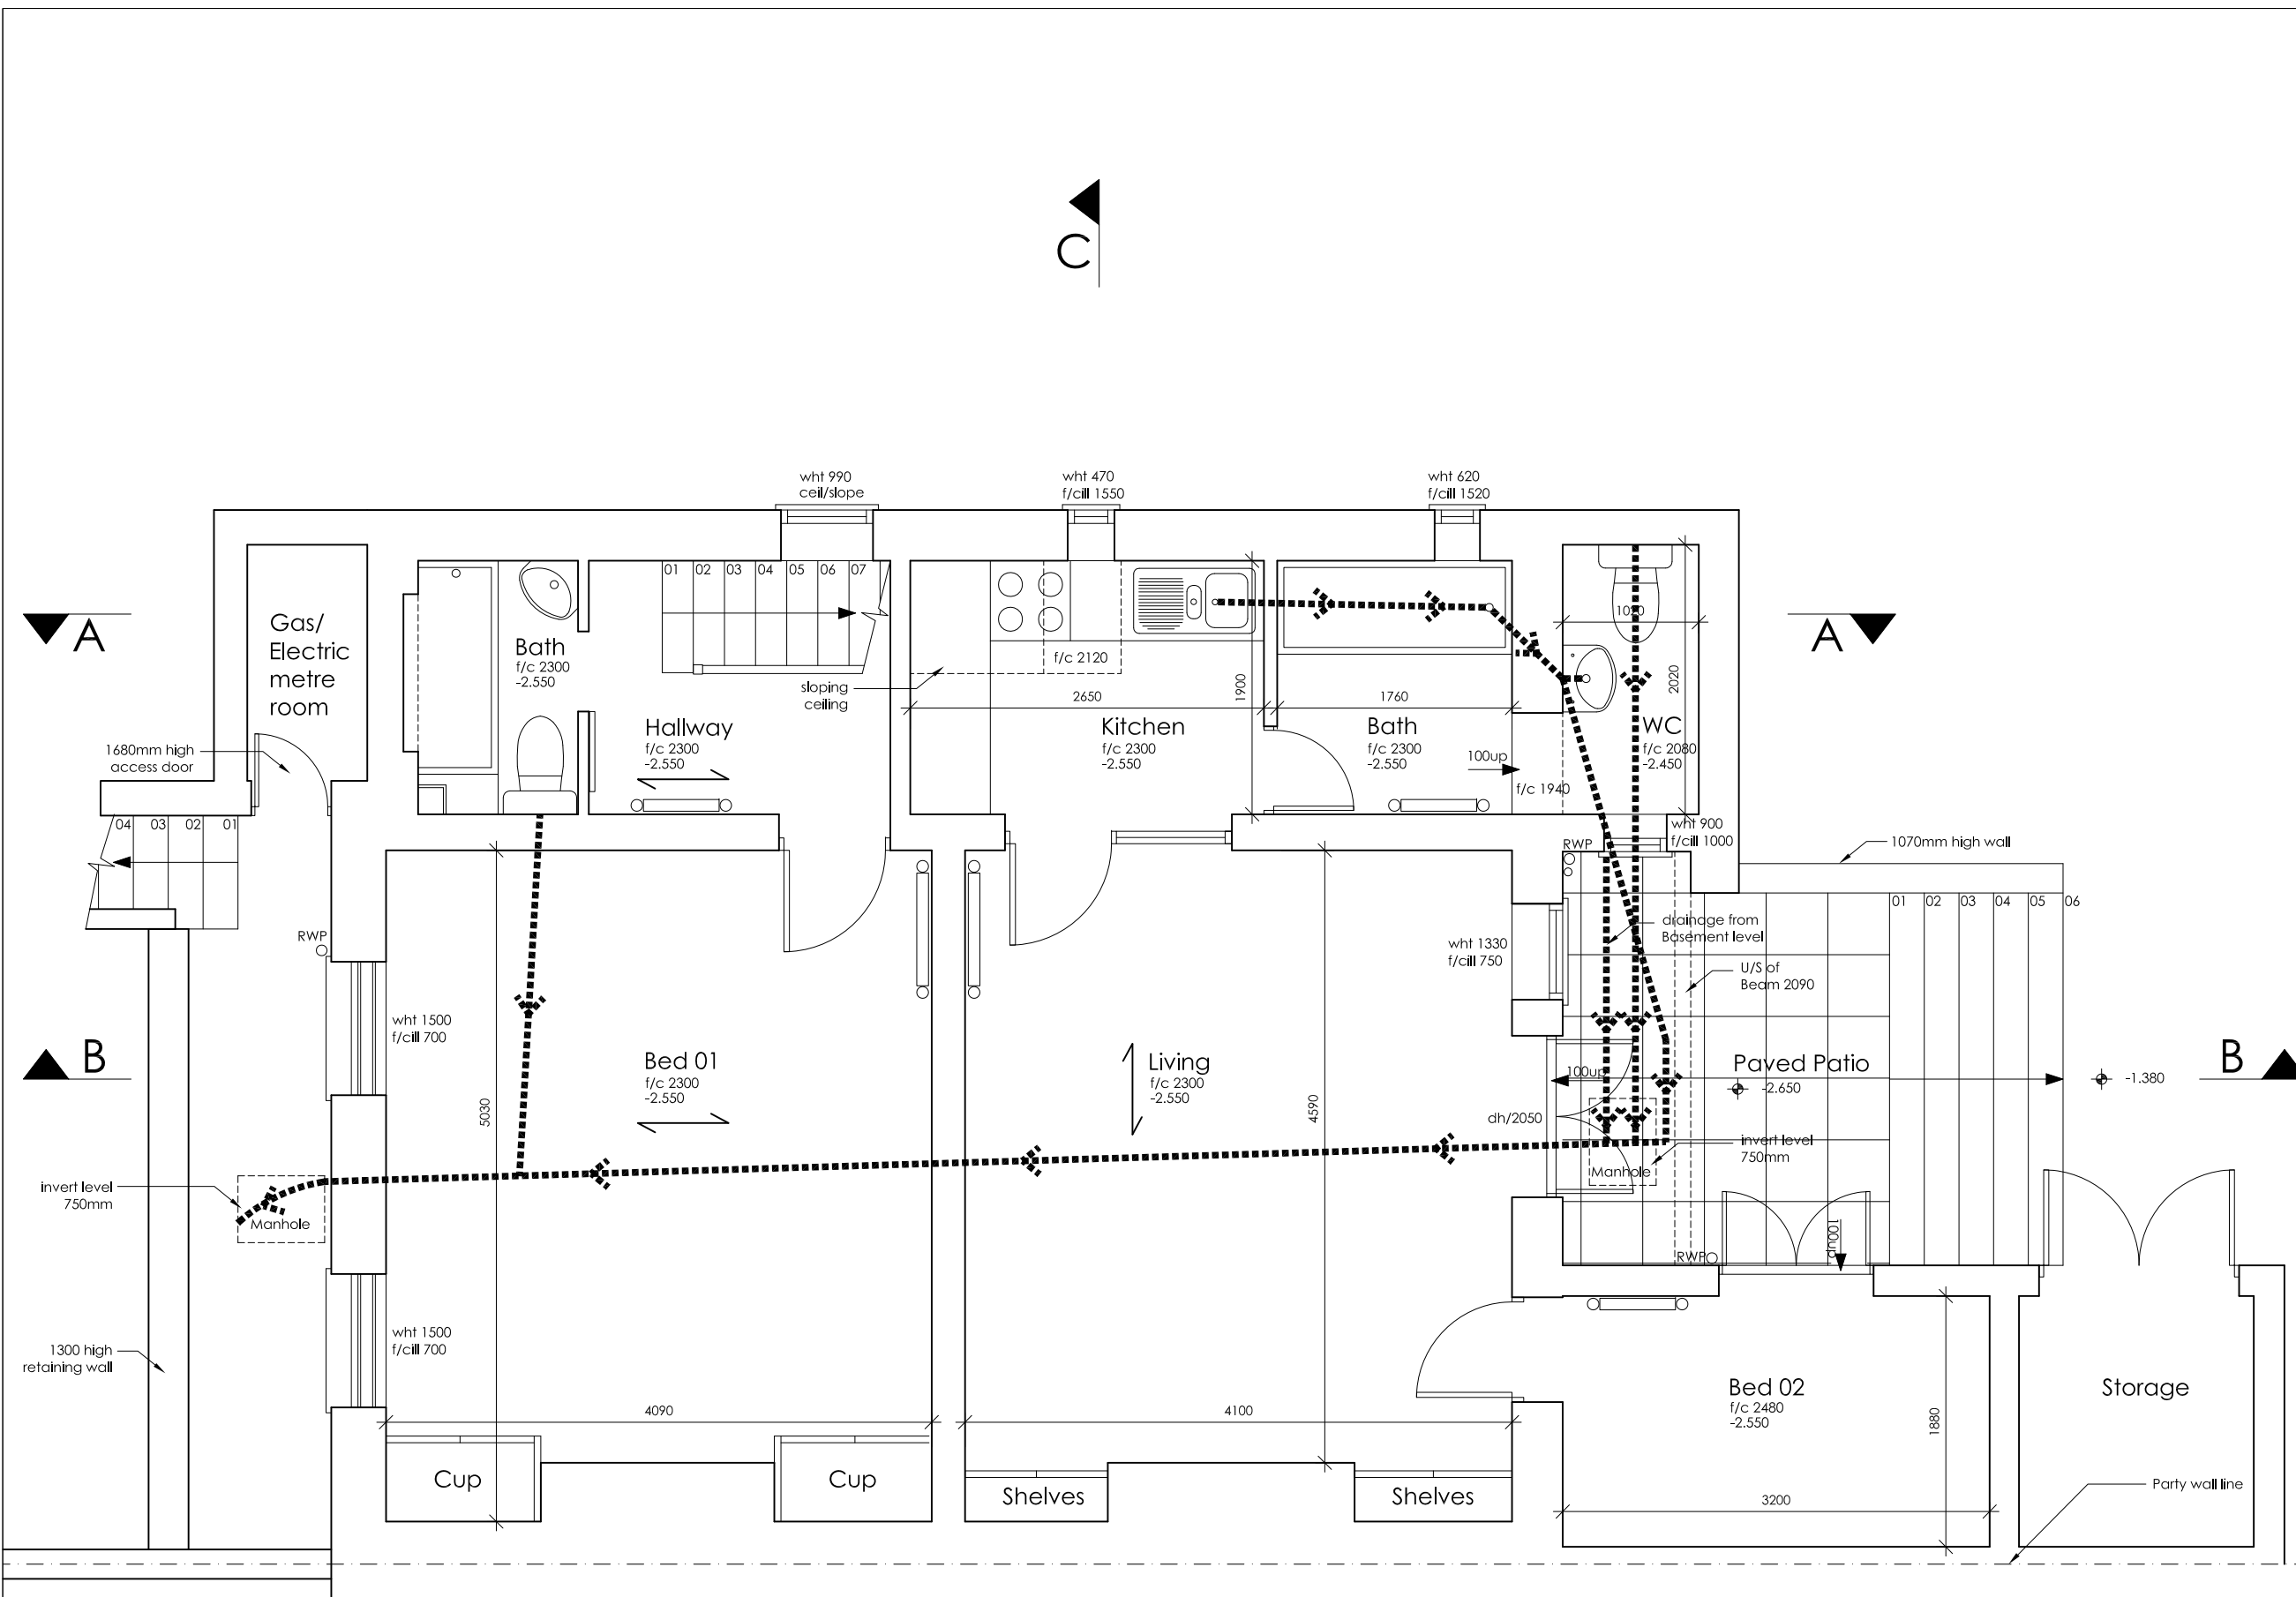 C
wht 990
ceil/slope
wht 470
f/cill 1550
wht 620
f/cill 1520
A
A
Gas/
Electric
metre
room
01 02 03 04 05 06 07
Bath
f/c 2300
-2.550
f/c 2120
sloping
ceiling
2650
1900
1760
1020
2020
Hallway
f/c 2300
-2.550
Kitchen
f/c 2300
-2.550
Bath
f/c 2300
-2.550
100up
f/c 1940
WC
f/c 2080
-2.450
1680mm high
access door
04 03 02 01
RWP
wht 900
f/cill 1000
RWP
1070mm high wall
01 02 03 04 05 06
drainage from
Basement level
wht 1330
f/cill 750
U/S of
Beam 2090
wht 1500
f/cill 700
B
B
Bed 01
f/c 2300
-2.550
5030
Living
f/c 2300
-2.550
4590
100up
Paved Patio
-2.650
-1.380
dh/2050
invert level
750mm
Manhole
invert level
750mm
Manhole
100up
RWP
wht 1500
f/cill 700
1300 high
retaining wall
4090
4100
Bed 02
f/c 2480
-2.550
1880
Storage
Cup
Cup
Shelves
Shelves
3200
Party wall line